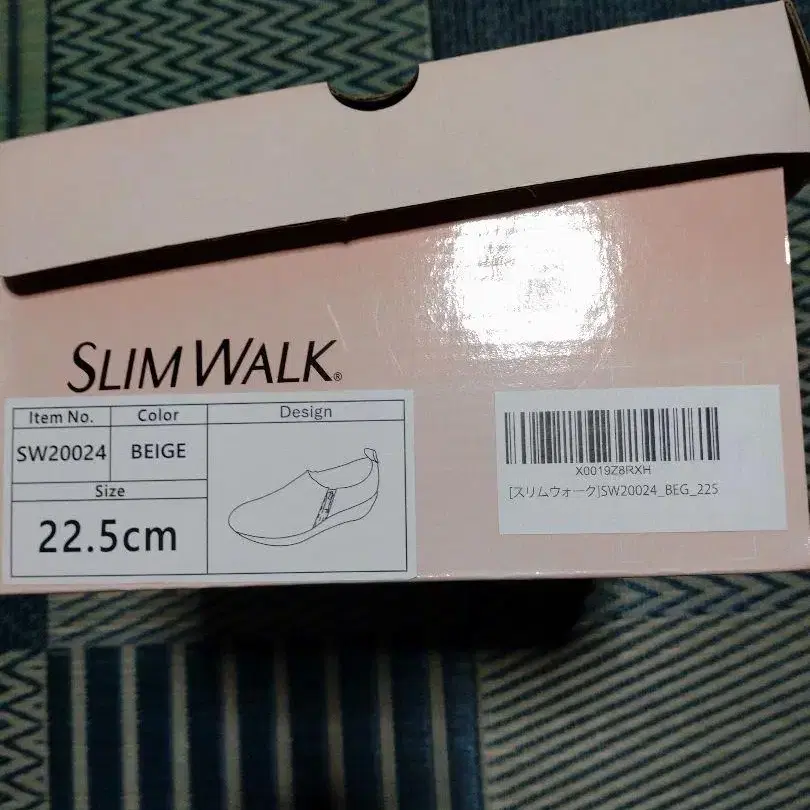 SLIM WALK®
Item No. Color Design
SW20024 BEIGE
Size
22.5cm
X0019Z8RXH
[スリムウォーク]SW20024_BEG_225